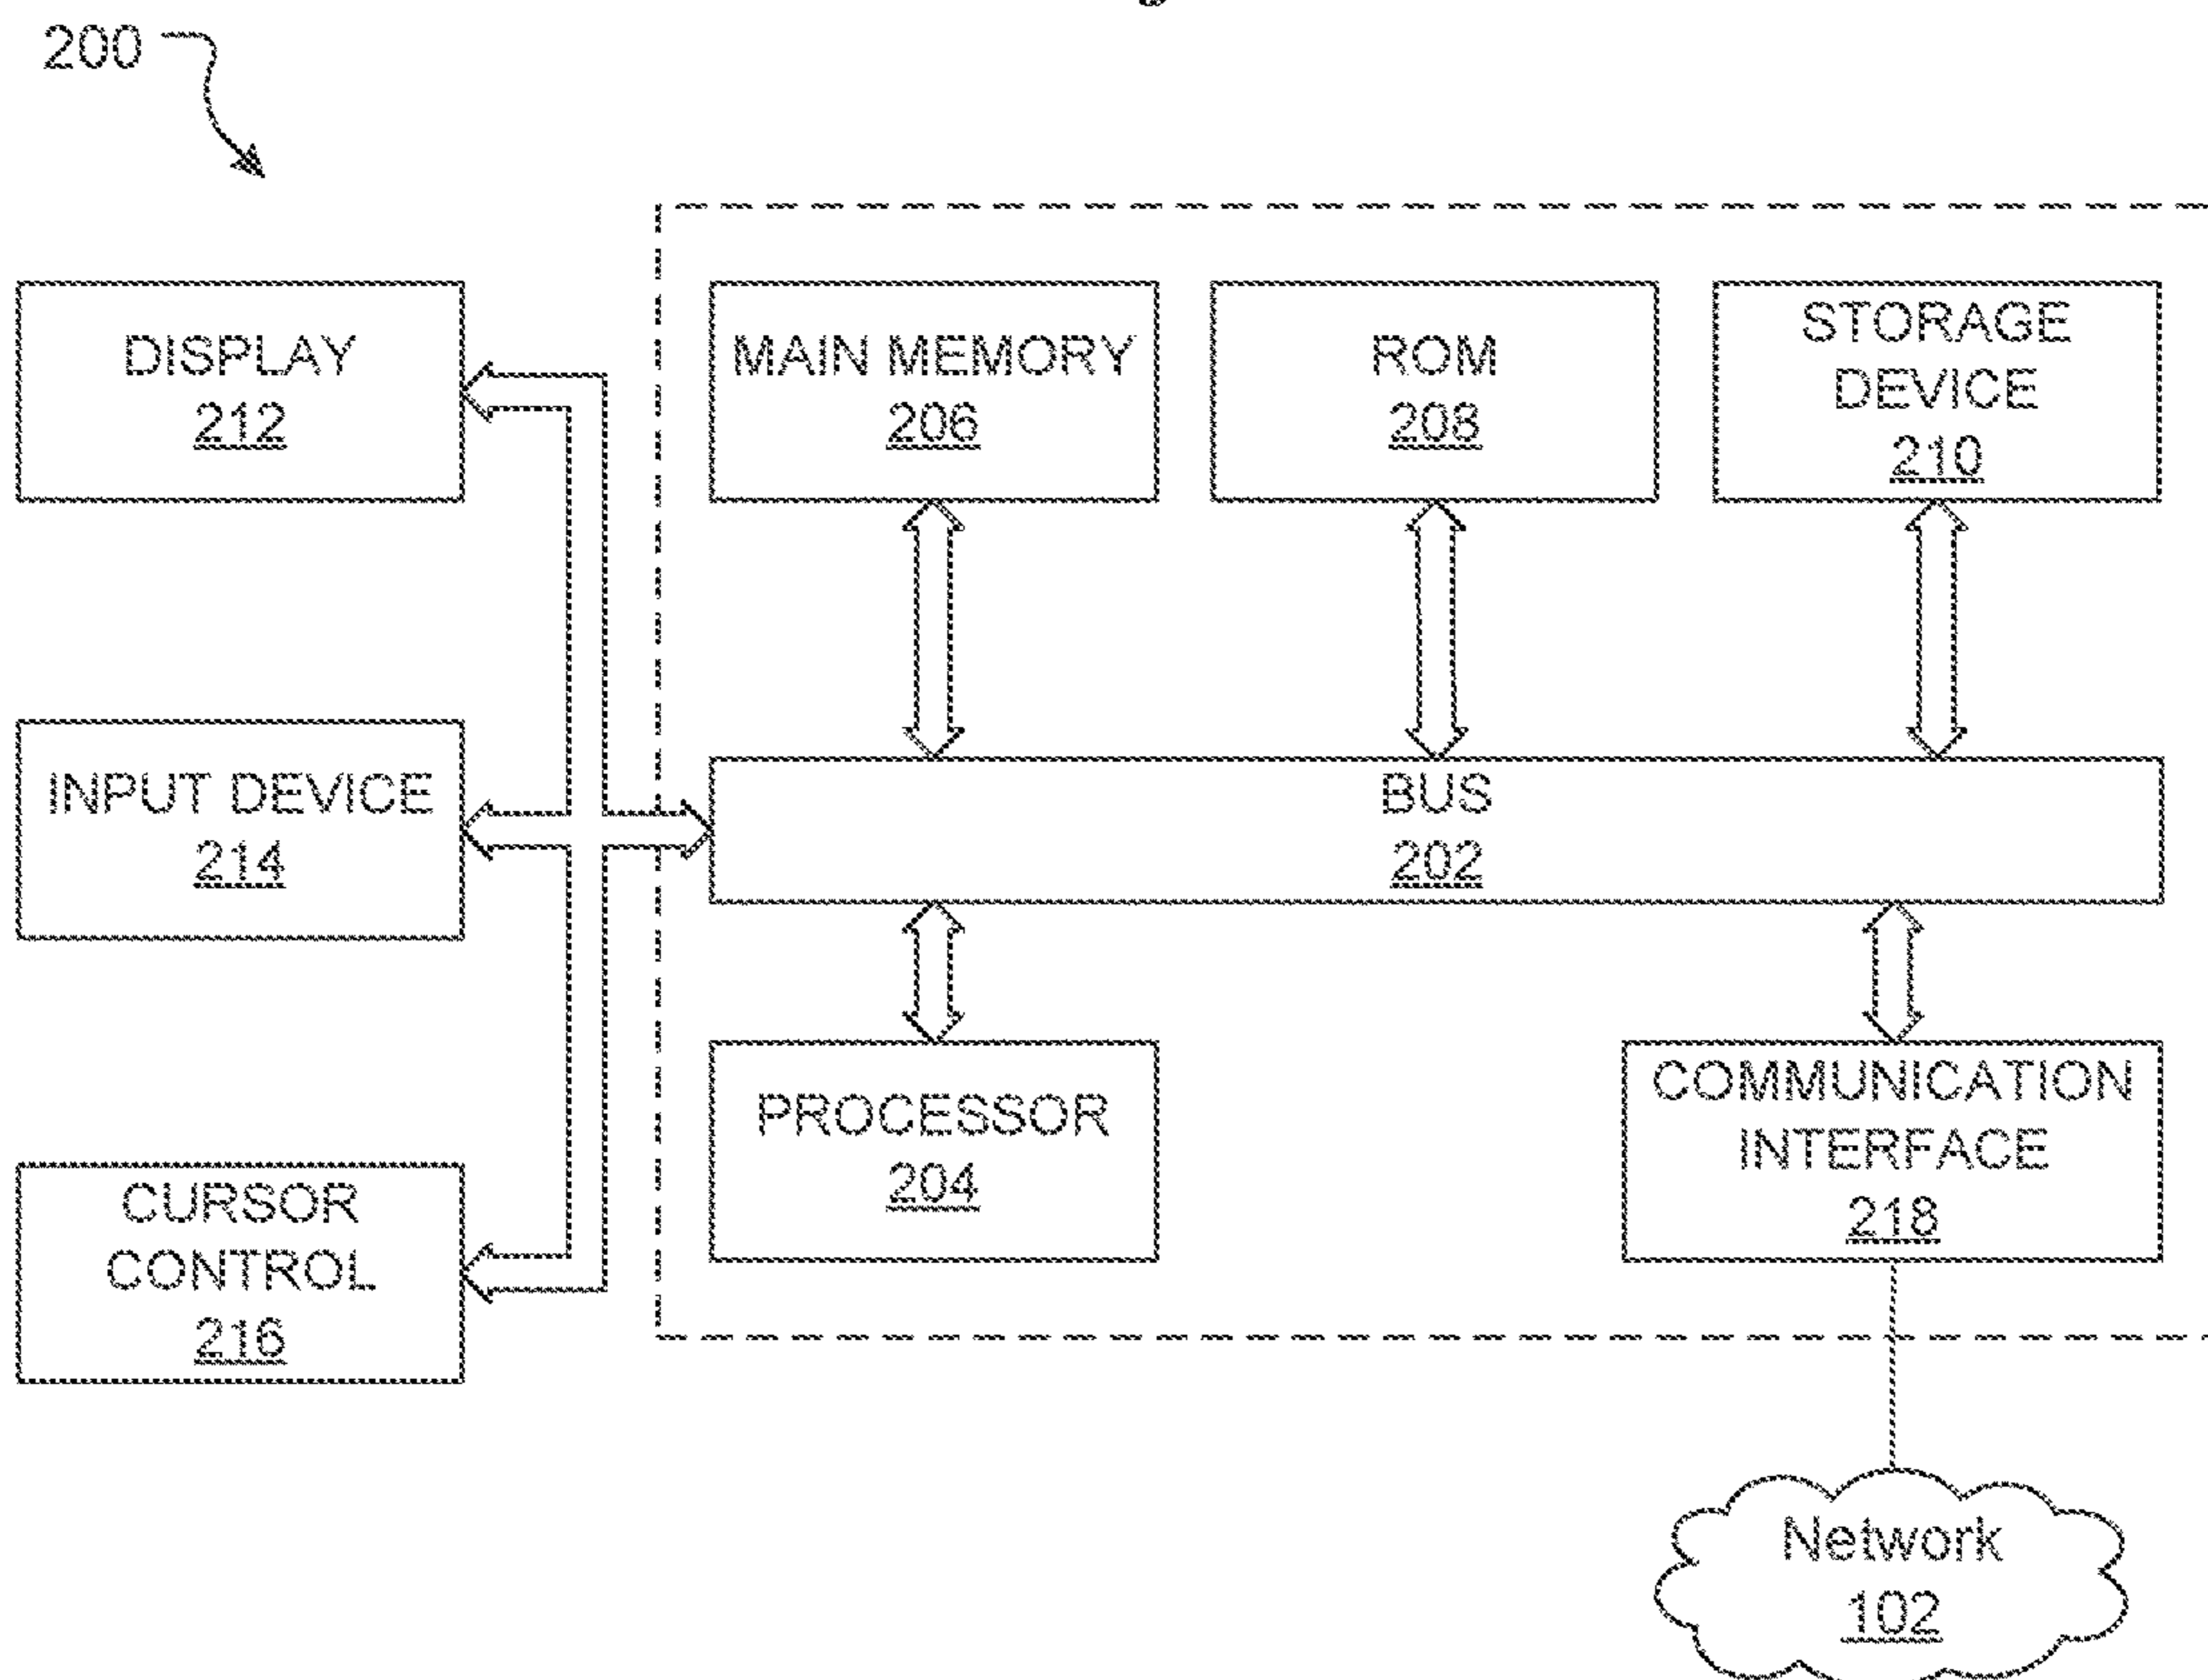 200
DISPLAY
212
MAIN MEMORY
206
ROM
208
STORAGE
DEVICE
210
INPUT DEVICE
214
BUS
202
CURSOR
CONTROL
216
PROCESSOR
204
COMMUNICATION
INTERFACE
218
Network
102